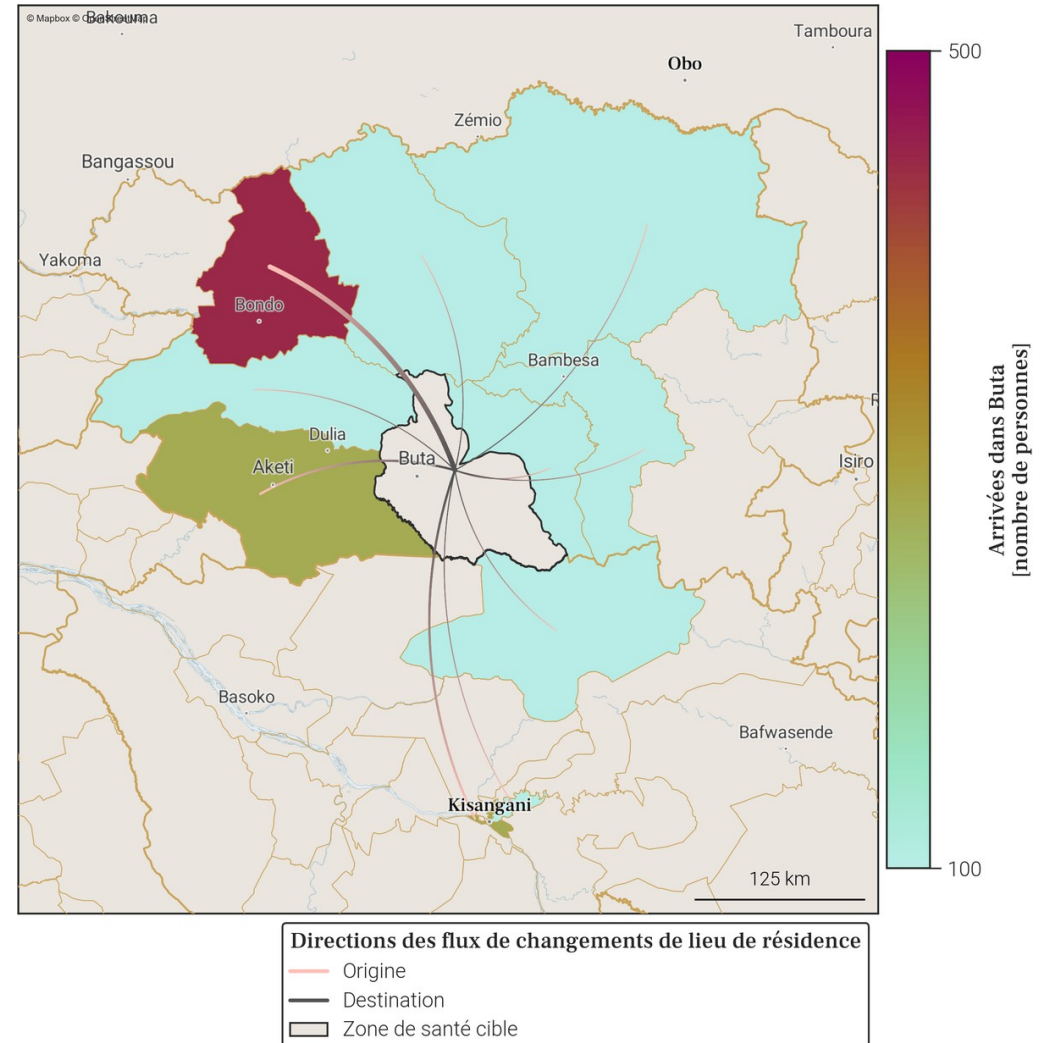 © Mapbox © OpenStreetMap
Bakouma
Tamboura
Obo
Zémio
Bangassou
Yakoma
Bondo
Bambesa
Dulia
Buta
Aketi
Isiro
Basoko
Bafwasende
Kisangani
125 km
500
100
Arrivées dans Buta
[nombre de personnes]
Directions des flux de changements de lieu de résidence
Origine
Destination
Zone de santé cible